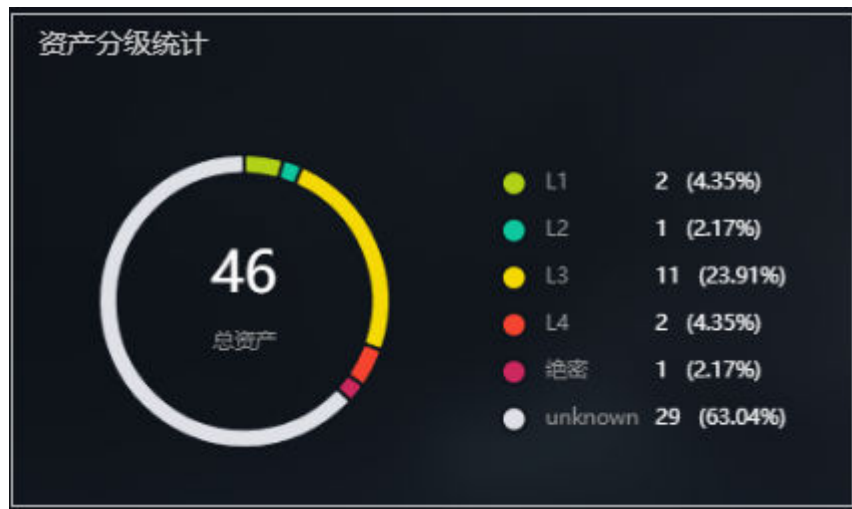 资产分级统计
46
总资产
L1 2 (4.35%)
L2 1 (2.17%)
L3 11 (23.91%)
L4 2 (4.35%)
绝密 1 (2.17%)
unknown 29 (63.04%)